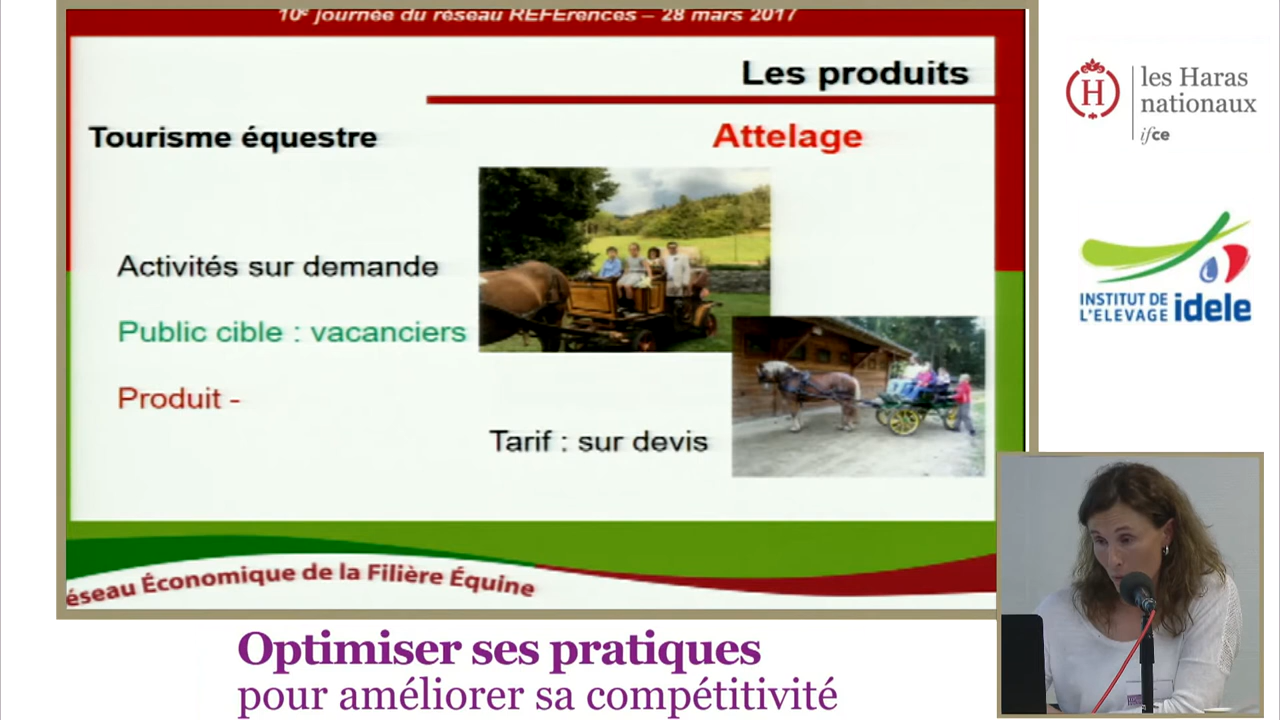 10e journée du réseau REFErences – 28 mars 2017
Les produits
Tourisme équestre
Attelage
Activités sur demande
Public cible : vacanciers
Produit -
Tarif : sur devis
éseau Économique de la Filière Équine
H
les Haras
nationaux
ifce
INSTITUT DE
L'ELEVAGE idele
Optimiser ses pratiques
pour améliorer sa compétitivité